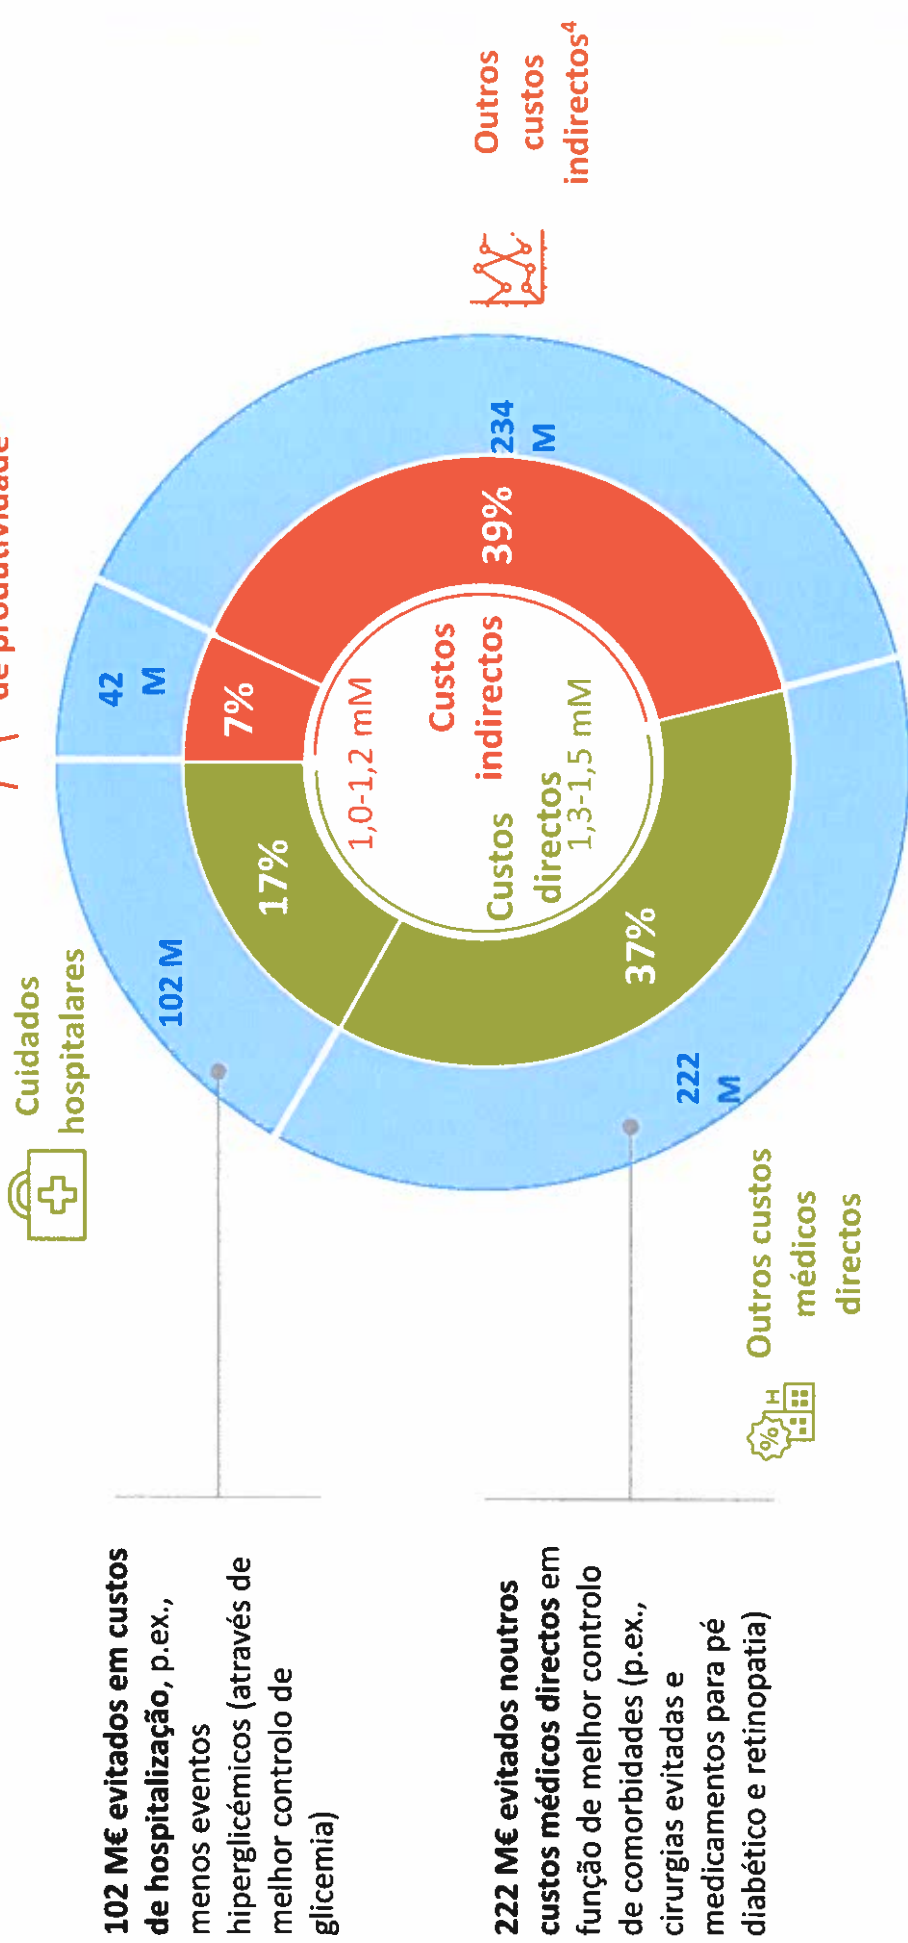 102 M€ evitados em custos
de hospitalização, p.ex.,
menos eventos
hiperglicémicos (através de
melhor controlo de
glicemia)
222 M€ evitados noutros
custos médicos directos em
função de melhor controlo
de comorbidades (p.ex.,
cirurgias evitadas e
medicamentos para pé
diabético e retinopatia)
Cuidados
hospitalares
Outros custos
médicos
directos
%
H
102 M
17%
222
M
37%
42
M
7%
234
M
39%
1,0-1,2 mM
Custos
indirectos
Custos
directos
1,3-1,5 mM
de produtividade
Outros
custos
indirectos⁴